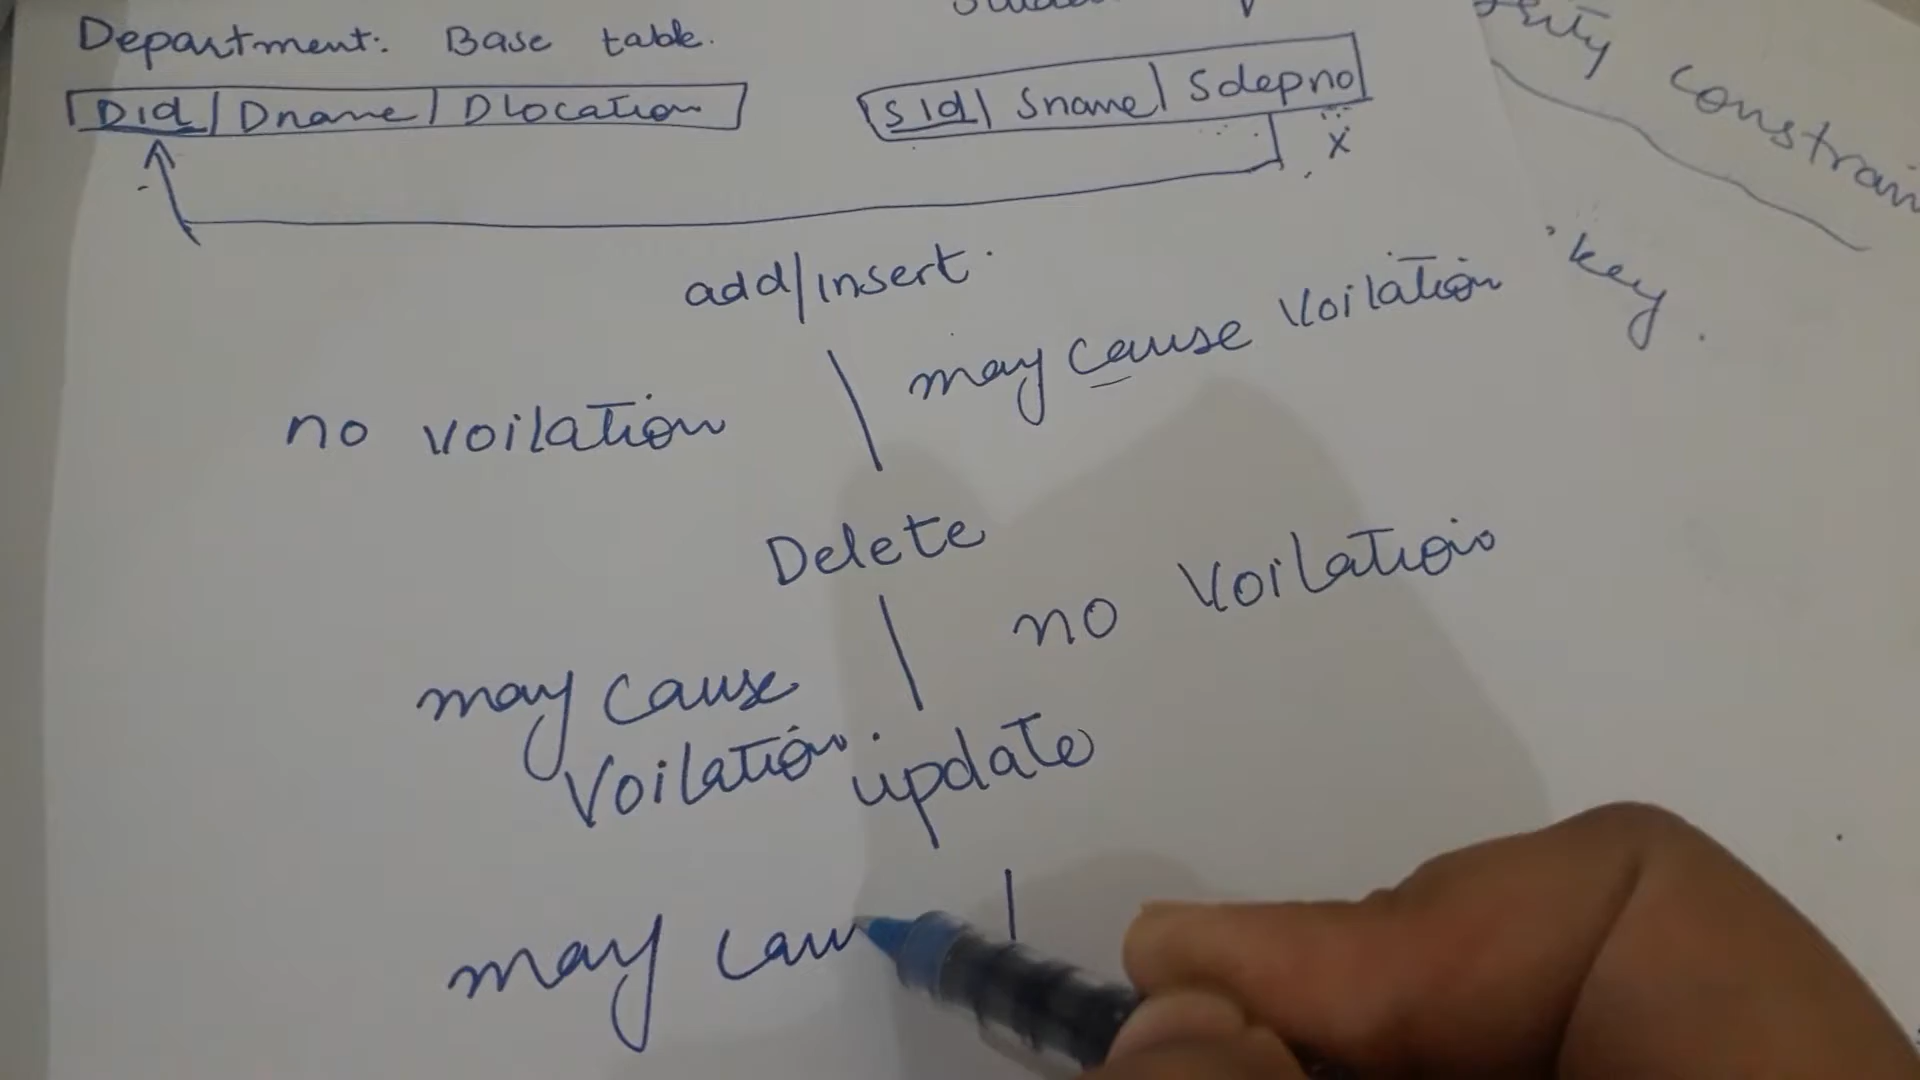 Department: Base table.
Did | Dname | Dlocation
Sid | Sname | Sdepno
x
constrain
key.
add/insert.
no voilation | may cause voilation
Delete
may cause
voilation.
no voilation
update
may cau